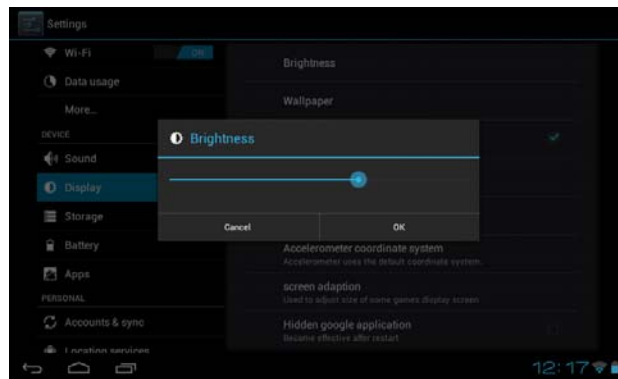 Settings
Wi-Fi
ON
Data usage
More...
DEVICE
Sound
Display
Storage
Battery
Apps
PERSONAL
Accounts & sync
Location services
Brightness
Wallpaper
Brightness
Cancel
OK
Accelerometer coordinate system
Accelerometer uses the default coordinate system.
screen adaption
Used to adjust size of some games display screen
Hidden google application
Become effective after restart
12:17